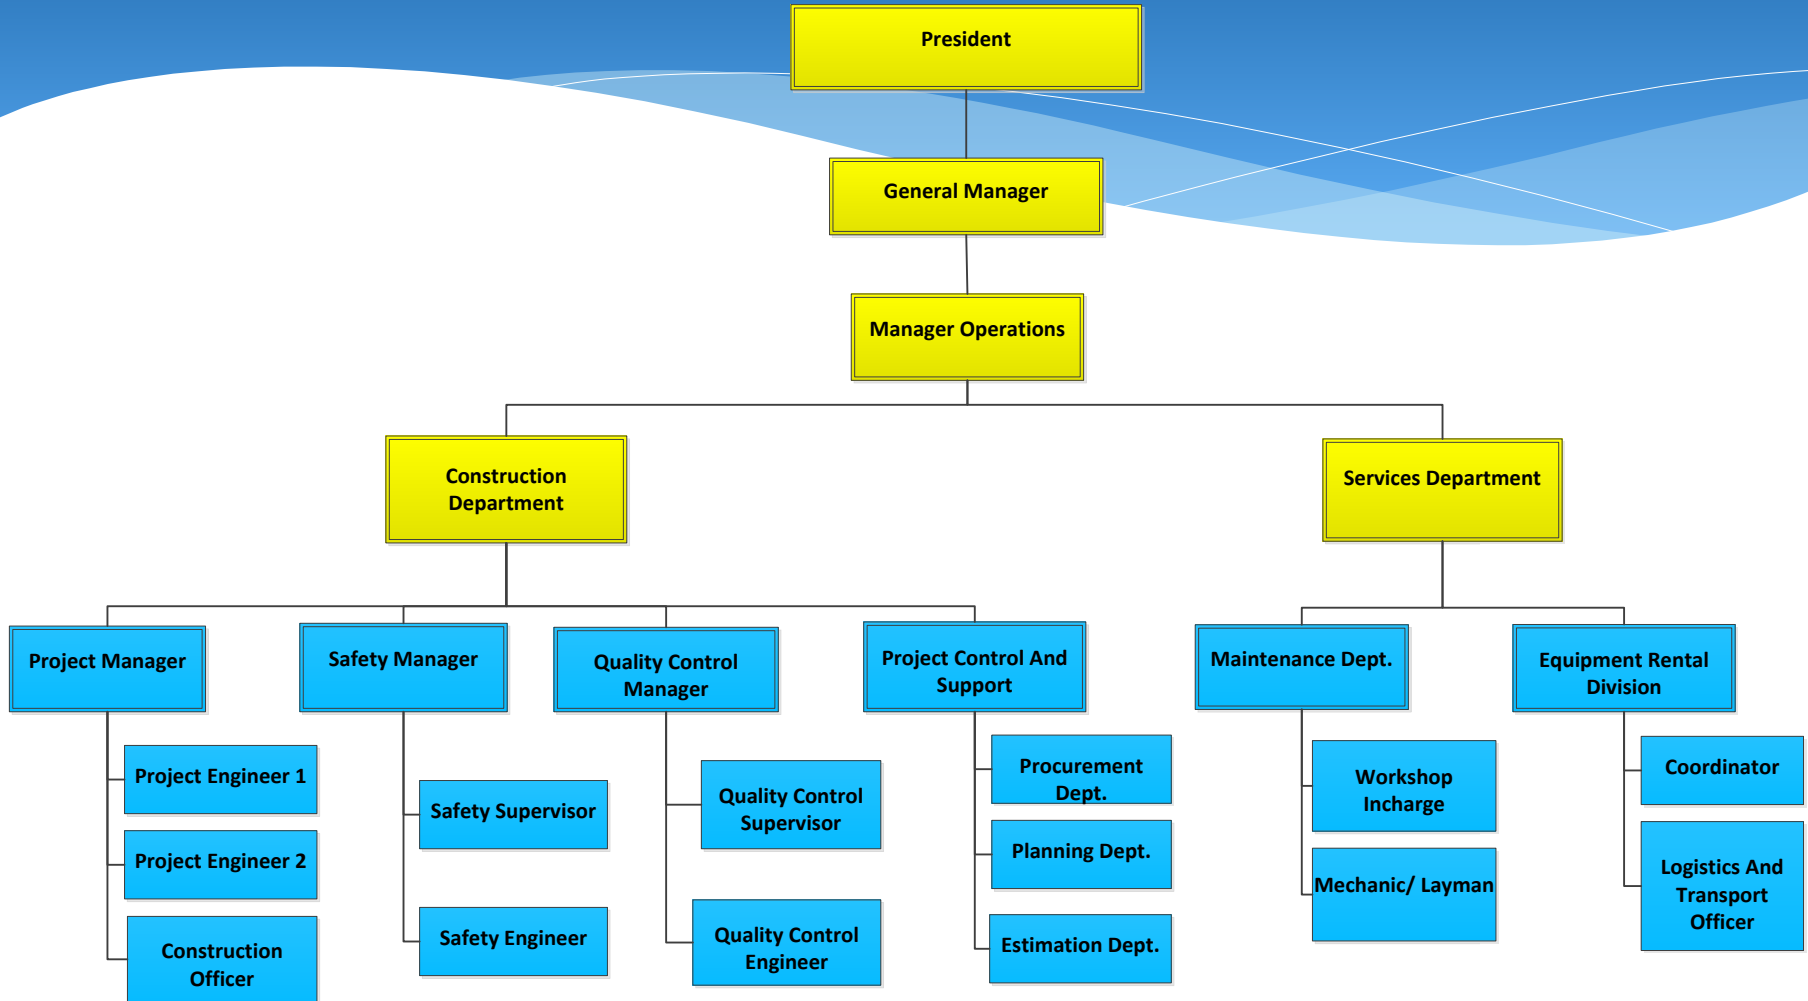 President
General Manager
Manager Operations
Construction
Department
Services Department
Project Manager
Safety Manager
Quality Control
Manager
Project Control And
Support
Maintenance Dept.
Equipment Rental
Division
Project Engineer 1
Project Engineer 2
Construction
Officer
Safety Supervisor
Safety Engineer
Quality Control
Supervisor
Quality Control
Engineer
Procurement
Dept.
Planning Dept.
Estimation Dept.
Workshop
Incharge
Mechanic/ Layman
Coordinator
Logistics And
Transport
Officer